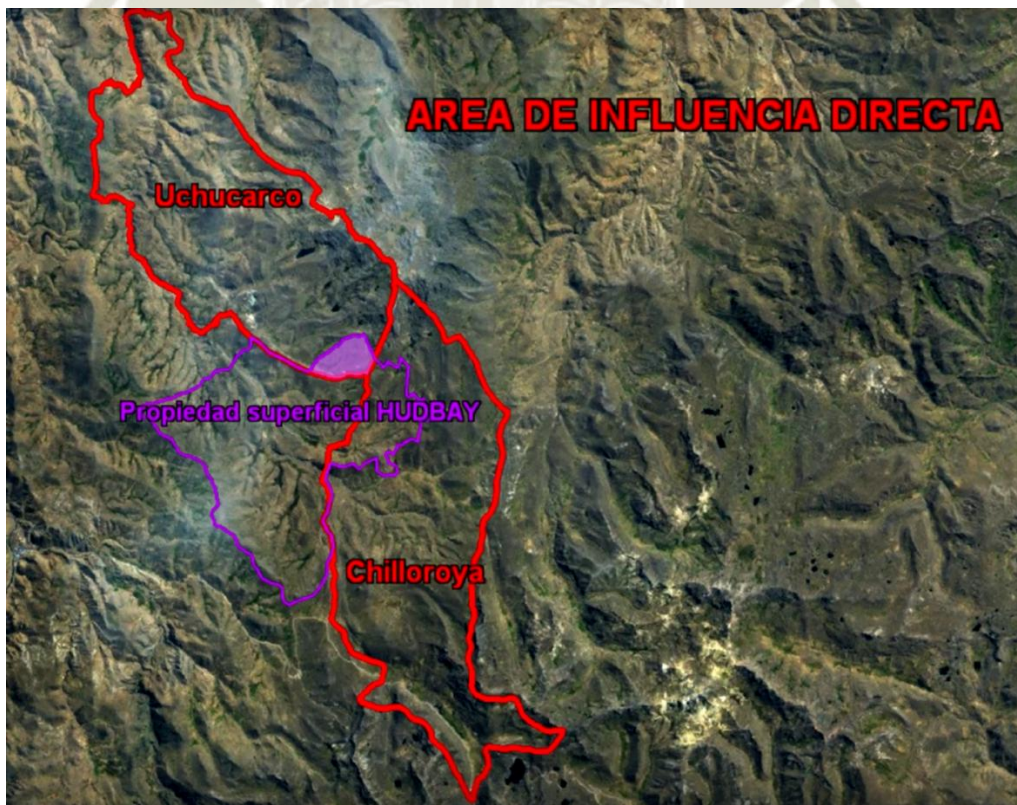 AREA DE INFLUENCIA DIRECTA
Uchucarco
Propiedad superficial HUDBAY
Chilloroya